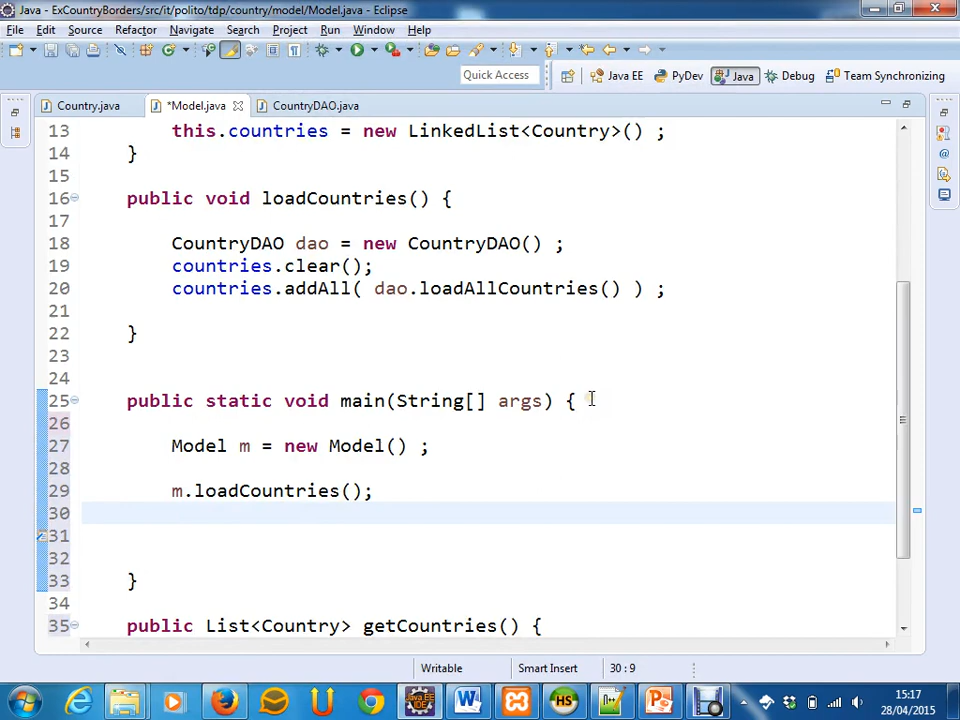 Java - ExCountryBorders/src/it/polito/tdp/country/model/Model.java - Eclipse
File Edit Source Refactor Navigate Search Project Run Window Help
Quick Access Java EE PyDev Java Debug Team Synchronizing
Country.java *Model.java CountryDAO.java
13 this.countries = new LinkedList<Country>() ;
14 }
15
16 public void loadCountries() {
17
18 CountryDAO dao = new CountryDAO() ;
19 countries.clear();
20 countries.addAll( dao.loadAllCountries() ) ;
21
22 }
23
24
25 public static void main(String[] args) {
26
27 Model m = new Model() ;
28
29 m.loadCountries();
30
31
32
33 }
34
35 public List<Country> getCountries() {
Writable Smart Insert 30 : 9
15:17
28/04/2015